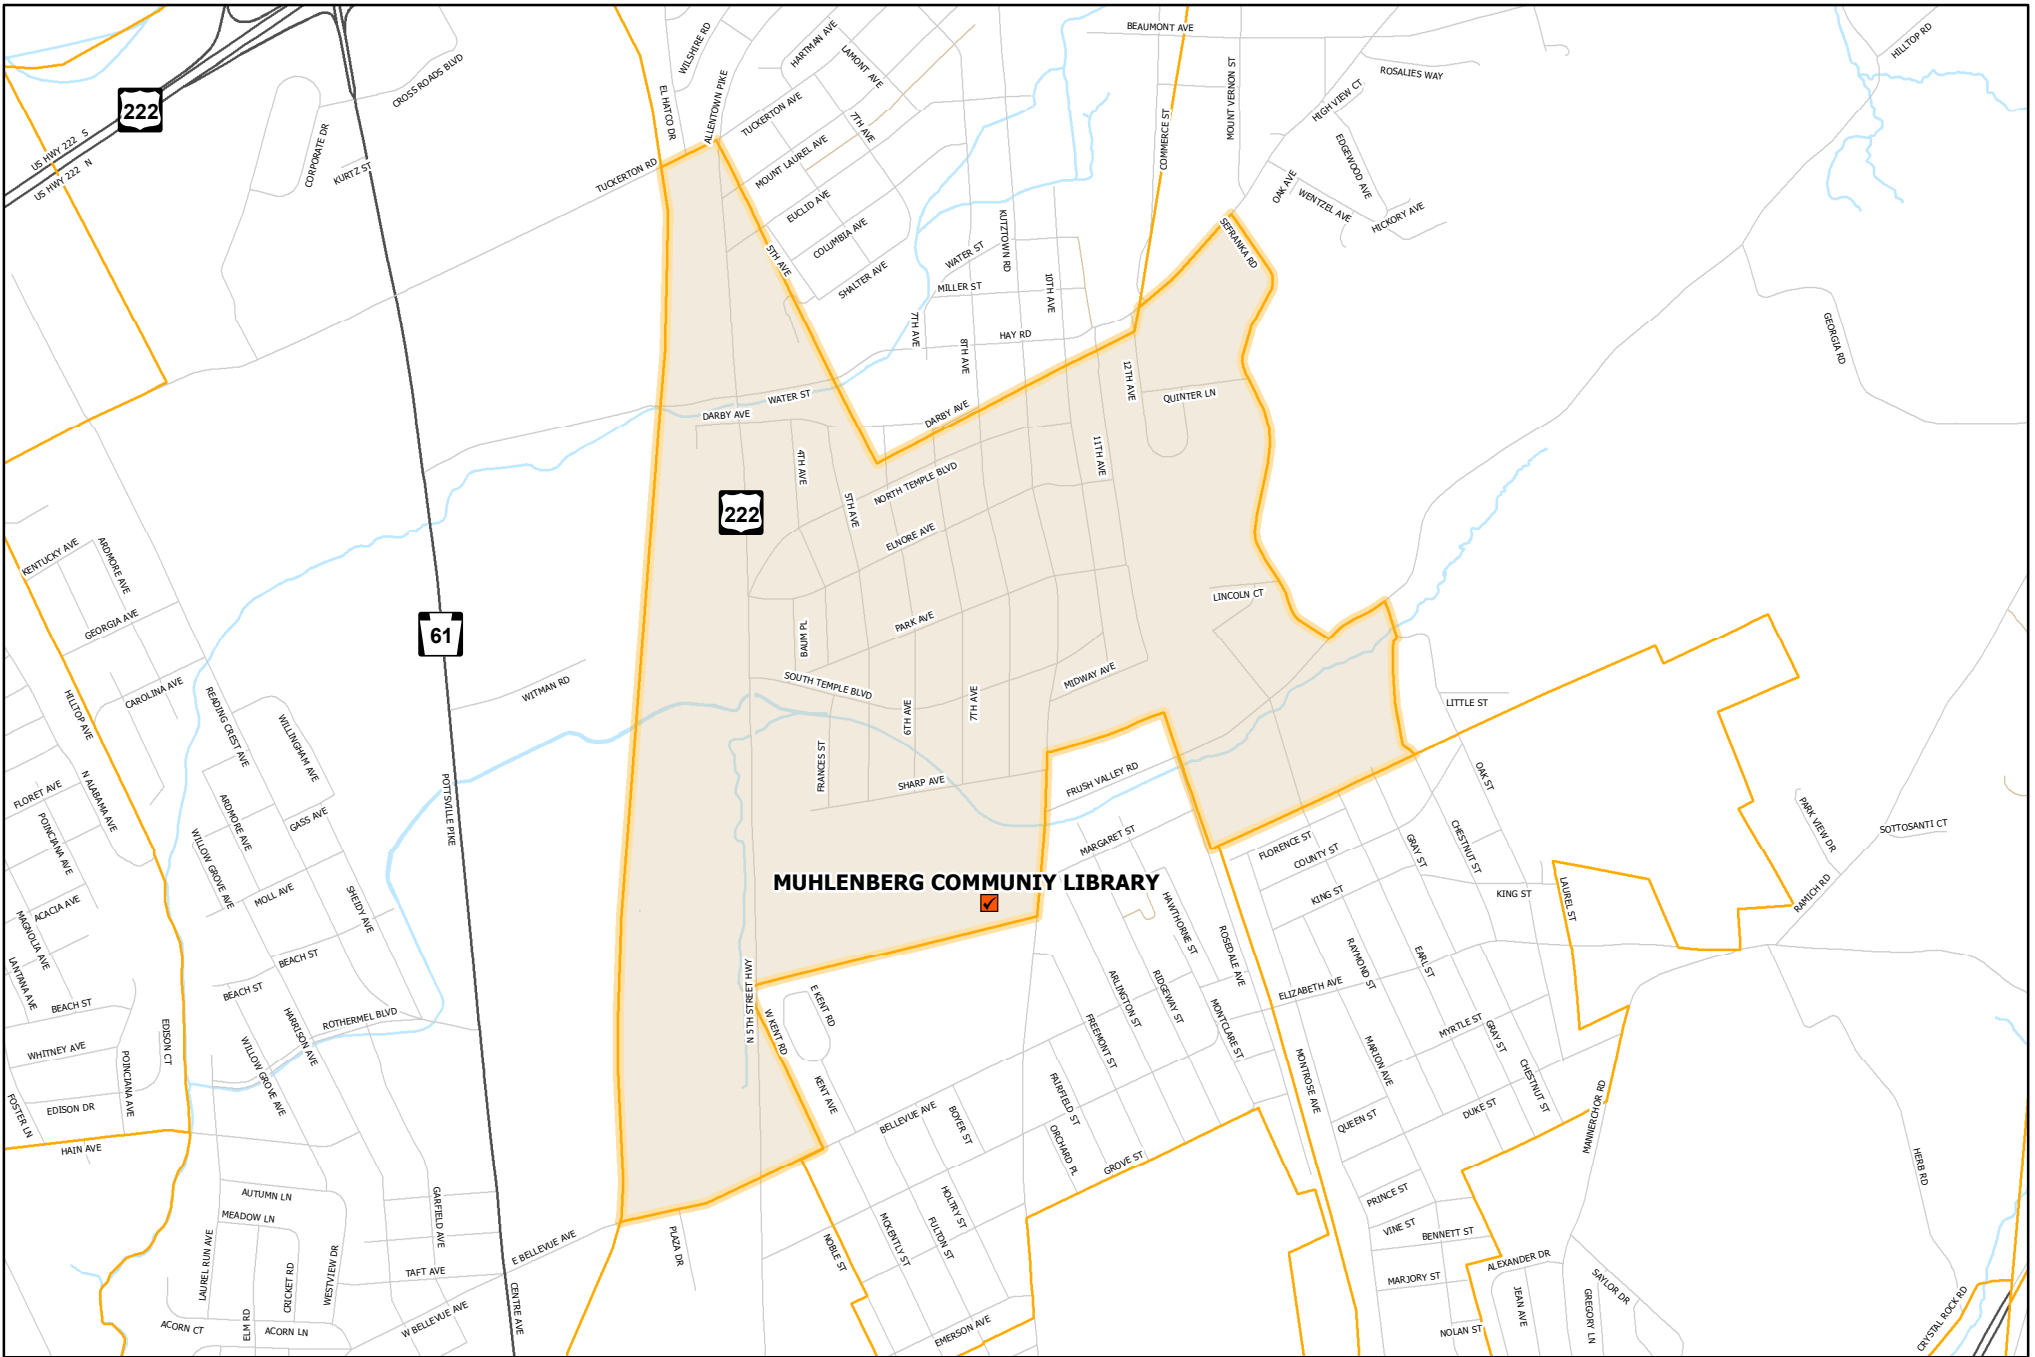 BEAUMONT AVE
HILLTOP RD
HARTMAN AVE
WILSHIRE RD
LAMONT AVE
MOUNT VERNON ST
ROSALIES WAY
CROSS ROADS BLVD
222
EL HATCO DR
ALLENTOWN PIKE
TUCKERTON AVE
7TH AVE
HIGH VIEW CT
COMMERCE ST
EDGEWOOD AVE
US HWY 222 S
US HWY 222 N
CORPORATE DR
KURTZ ST
TUCKERTON RD
MOUNT LAUREL AVE
EUCLID AVE
OAK AVE
WENTZEL AVE
HICKORY AVE
COLUMBIA AVE
5TH AVE
SHALTER AVE
WATER ST
KUTZTOWN RD
SEFRANKA RD
MILLER ST
10TH AVE
7TH AVE
8TH AVE
HAY RD
GEORGIA RD
12TH AVE
QUINTER LN
WATER ST
DARBY AVE
DARBY AVE
4TH AVE
11TH AVE
NORTH TEMPLE BLVD
5TH AVE
222
ELNORE AVE
KENTUCKY AVE
ARDMORE AVE
GEORGIA AVE
LINCOLN CT
61
PARK AVE
BAUM PL
CAROLINA AVE
WITMAN RD
SOUTH TEMPLE BLVD
MIDWAY AVE
HILLTOP AVE
READING CREST AVE
WILLINGHAM AVE
6TH AVE
7TH AVE
LITTLE ST
FRANCES ST
SHARP AVE
FRUSH VALLEY RD
OAK ST
N ALABAMA AVE
FLORET AVE
POINCIANA AVE
ARDMORE AVE
GASS AVE
POTTSVILLE PIKE
PARK VIEW DR
SOTTOSANTI CT
MARGARET ST
FLORENCE ST
COUNTY ST
GRAY ST
CHESTNUT ST
WILLOW GROVE AVE
MOLL AVE
SHEIDY AVE
MUHLENBERG COMMUNIY LIBRARY
KING ST
KING ST
LAUREL ST
RAMICH RD
ACACIA AVE
MAGNOLIA AVE
LANTANA AVE
HAWTHORNE ST
ROSEDALE AVE
RAYMOND ST
EARL ST
BEACH ST
BEACH ST
BEACH ST
N 5TH STREET HWY
E KENT RD
W KENT RD
ARLINGTON ST
RIDGEWAY ST
MONTCLARE ST
ELIZABETH AVE
ROTHERMEL BLVD
HARRISON AVE
FREEMONT ST
MYRTLE ST
GRAY ST
WHITNEY AVE
EDISON CT
POINCIANA AVE
WILLOW GROVE AVE
MARION AVE
MONTROSE AVE
CHESTNUT ST
KENT AVE
FAIRFIELD ST
EDISON DR
FOSTER LN
BELLEVUE AVE
BOYER ST
QUEEN ST
DUKE ST
MANNERCHOR RD
HAIN AVE
ORCHARD PL
GROVE ST
HERB RD
AUTUMN LN
MEADOW LN
GARFIELD AVE
HOLTRY ST
PRINCE ST
LAUREL RUN AVE
WESTVIEW DR
CRICKET RD
E BELLEVUE AVE
PLAZA DR
NOBLE ST
MCKENTLY ST
FULTON ST
VINE ST
BENNETT ST
TAFT AVE
ALEXANDER DR
MARJORY ST
SAYLOR DR
ELM RD
ACORN CT
ACORN LN
W BELLEVUE AVE
CENTRE AVE
EMERSON AVE
JEAN AVE
GREGORY LN
NOLAN ST
CRYSTAL ROCK RD